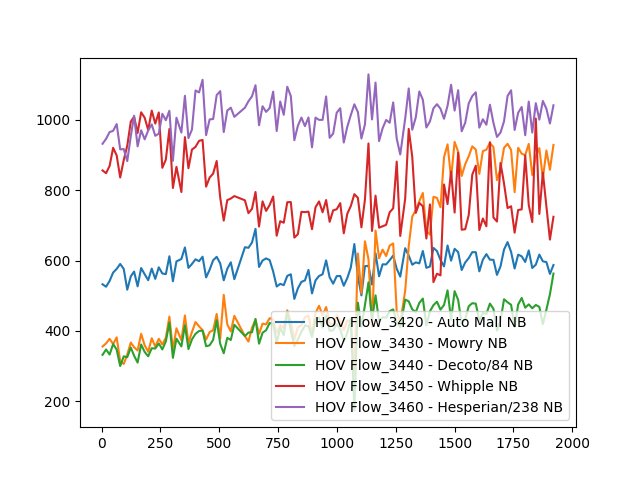 1000
800
600
400
200
0
250
500
750
1000
1250
1500
1750
2000
HOV Flow_3420 - Auto Mall NB
HOV Flow_3430 - Mowry NB
HOV Flow_3440 - Decoto/84 NB
HOV Flow_3450 - Whipple NB
HOV Flow_3460 - Hesperian/238 NB